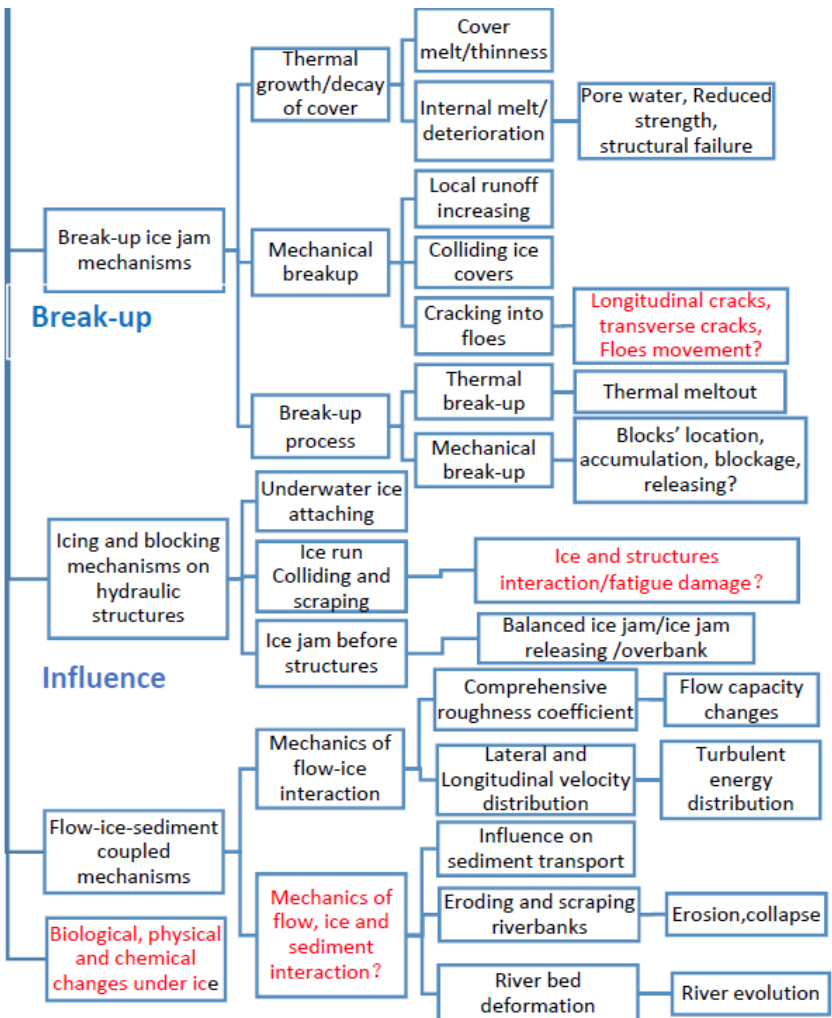 Cover
melt/thinness
Thermal
growth/decay
of cover
Internal melt/
deterioration
Pore water, Reduced
strength,
structural failure
Local runoff
increasing
Break-up ice jam
mechanisms
Mechanical
breakup
Colliding ice
covers
Break-up
Cracking into
floes
Longitudinal cracks,
transverse cracks,
Floes movement?
Thermal
break-up
Thermal meltout
Break-up
process
Mechanical
break-up
Blocks’ location,
accumulation, blockage,
releasing?
Underwater ice
attaching
Icing and blocking
mechanisms on
hydraulic
structures
Ice run
Colliding and
scraping
Ice and structures
interaction/fatigue damage？
Ice jam before
structures
Balanced ice jam/ice jam
releasing /overbank
Influence
Comprehensive
roughness coefficient
Flow capacity
changes
Mechanics of
flow-ice
interaction
Lateral and
Longitudinal velocity
distribution
Turbulent
energy
distribution
Flow-ice-sediment
coupled
mechanisms
Influence on
sediment transport
Mechanics of
flow, ice and
sediment
interaction？
Eroding and scraping
riverbanks
Erosion,collapse
Biological, physical
and chemical
changes under ice
River bed
deformation
River evolution